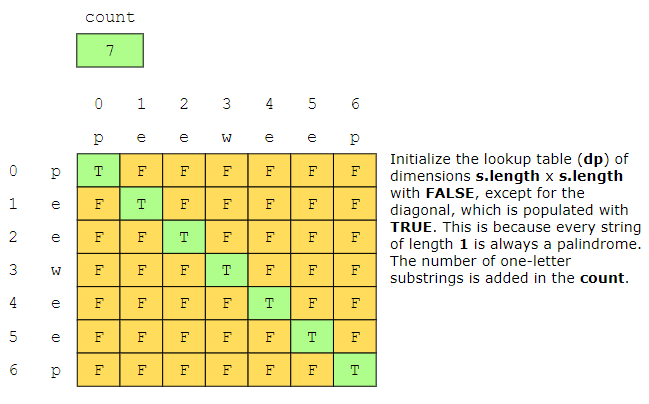 count
7
0 1 2 3 4 5 6
p e e w e e p
0 p T F F F F F F
1 e F T F F F F F
2 e F F T F F F F
3 w F F F T F F F
4 e F F F F T F F
5 e F F F F F T F
6 p F F F F F F T
Initialize the lookup table (dp) of
dimensions s.length x s.length
with FALSE, except for the
diagonal, which is populated with
TRUE. This is because every string
of length 1 is always a palindrome.
The number of one-letter
substrings is added in the count.